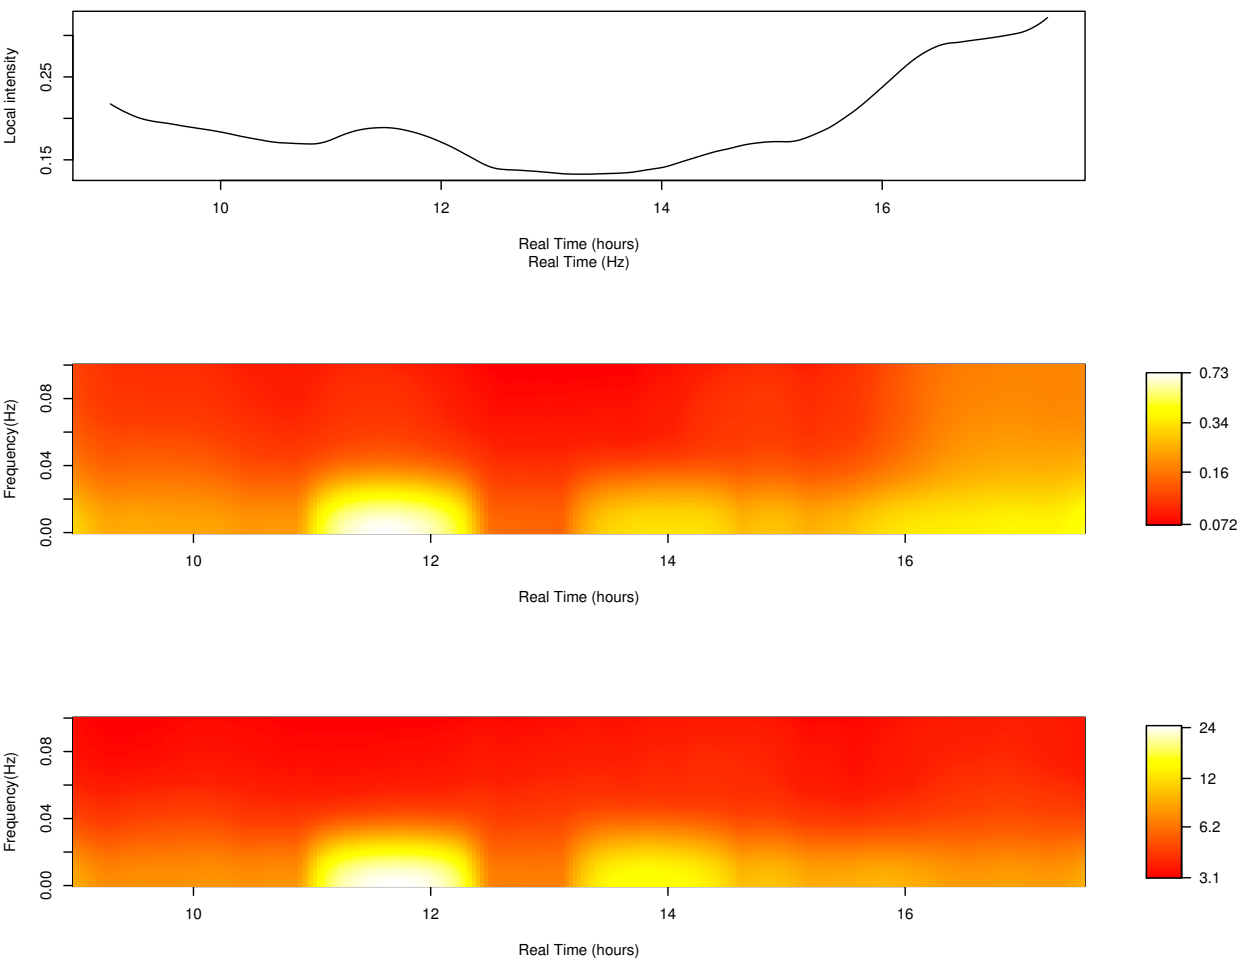 Local intensity
0.25
0.15
10 12 14 16
Real Time (hours)
Real Time (Hz)
Frequency(Hz)
0.08
0.04
0.00
10 12 14 16
Real Time (hours)
0.73
0.34
0.16
0.072
Frequency(Hz)
0.08
0.04
0.00
10 12 14 16
Real Time (hours)
24
12
6.2
3.1